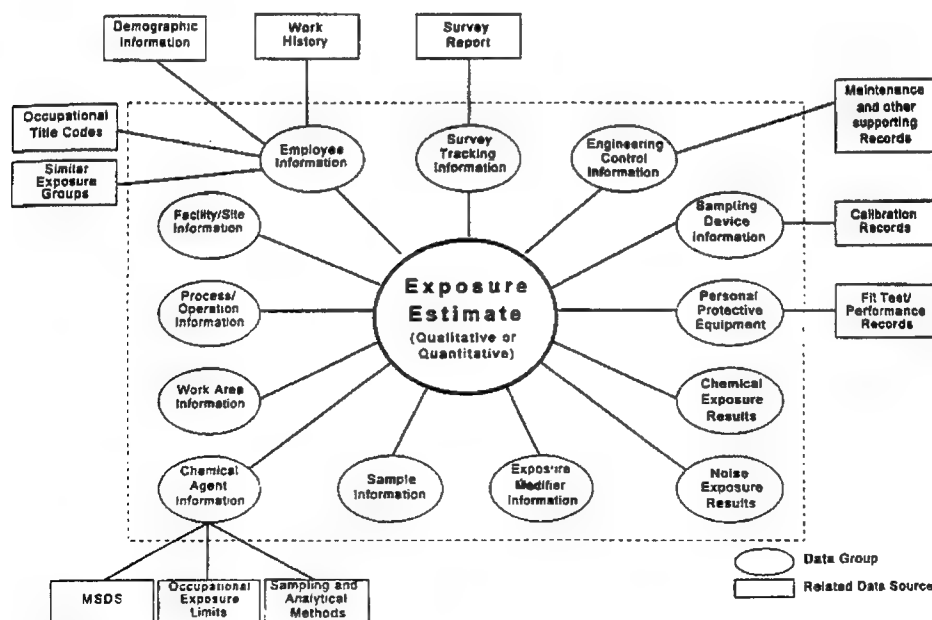 Demographic
Information
Work
History
Survey
Report
Maintenance
and other
supporting
Records
Occupational
Title Codes
Similar
Exposure
Groups
Employee
Information
Survey
Tracking
Information
Engineering
Control
Information
Facility/Site
Information
Sampling
Device
Information
Calibration
Records
Process/
Operation
Information
Exposure
Estimate
(Qualitative or
Quantitative)
Personal
Protective
Equipment
Fit Test/
Performance
Records
Work Area
Information
Chemical
Exposure
Results
Chemical
Agent
Information
Sample
Information
Exposure
Modifier
Information
Noise
Exposure
Results
MSDS
Occupational
Exposure
Limits
Sampling and
Analytical
Methods
Data Group
Related Data Source